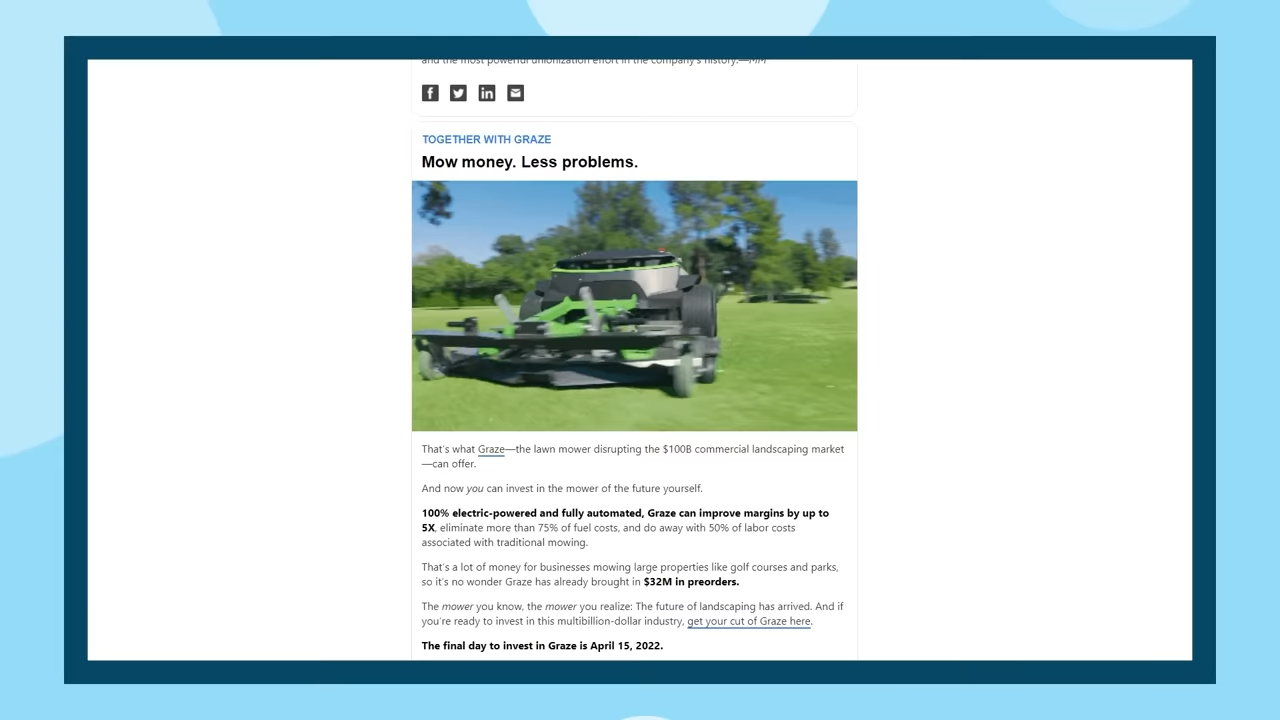 and the most powerful unionization effort in the company's history.—MM
TOGETHER WITH GRAZE
Mow money. Less problems.
That's what Graze—the lawn mower disrupting the $100B commercial landscaping market
—can offer.
And now you can invest in the mower of the future yourself.
100% electric-powered and fully automated, Graze can improve margins by up to
5X, eliminate more than 75% of fuel costs, and do away with 50% of labor costs
associated with traditional mowing.
That's a lot of money for businesses mowing large properties like golf courses and parks,
so it's no wonder Graze has already brought in $32M in preorders.
The mower you know, the mower you realize: The future of landscaping has arrived. And if
you're ready to invest in this multibillion-dollar industry, get your cut of Graze here.
The final day to invest in Graze is April 15, 2022.